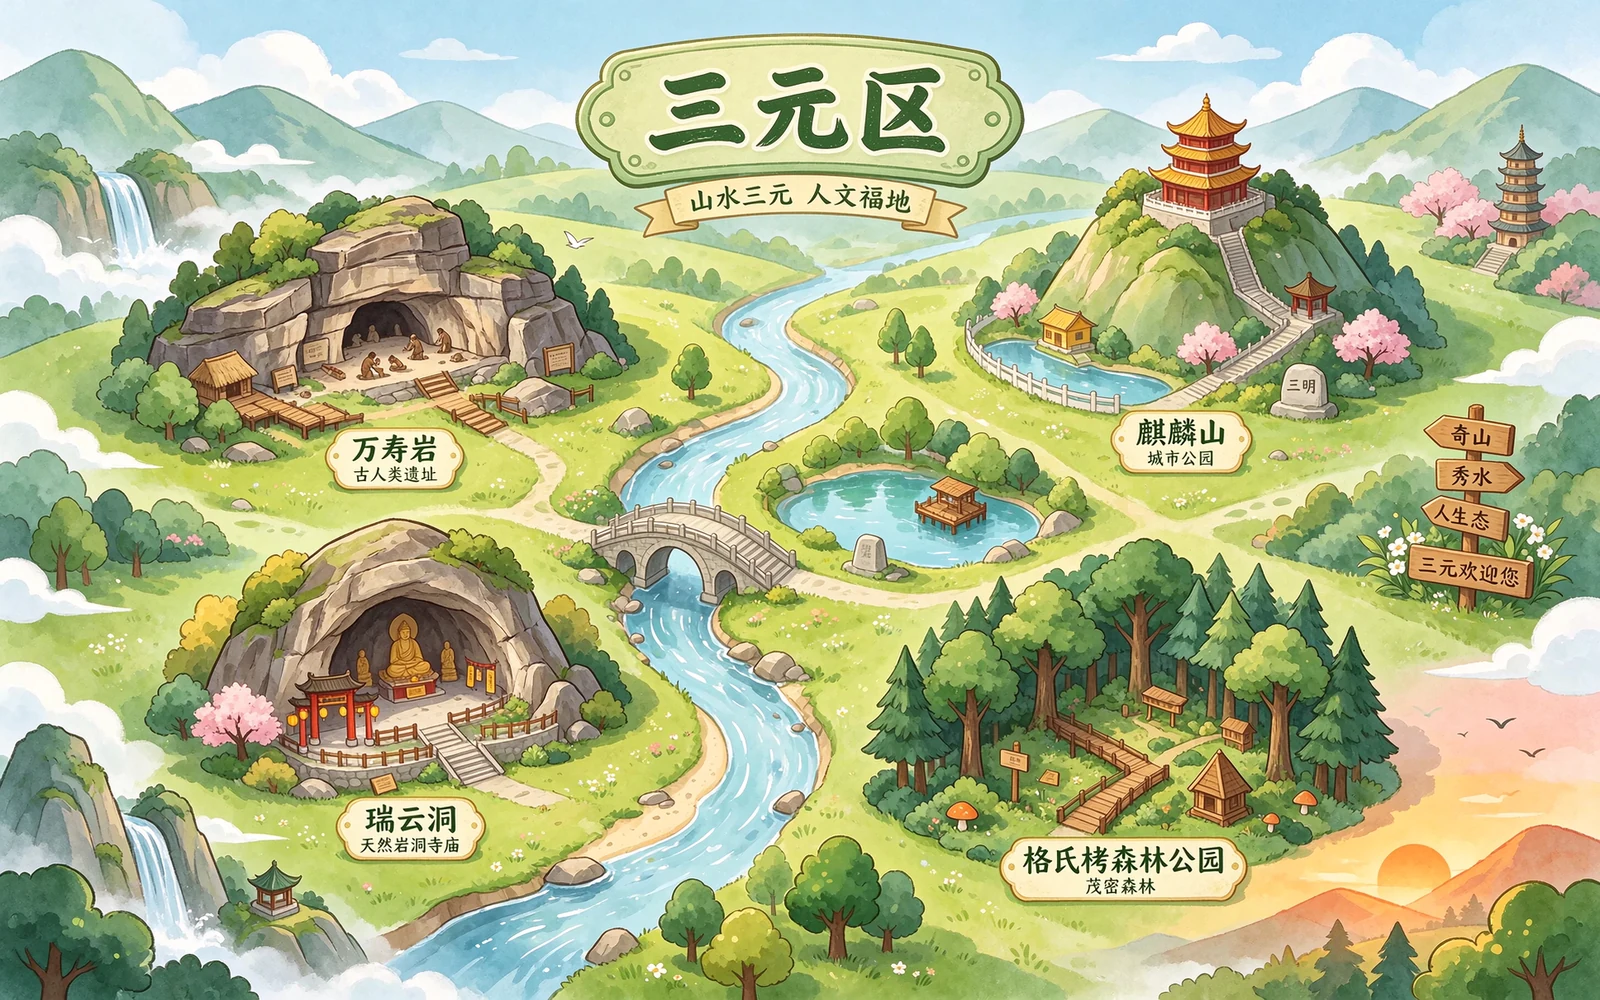 三元区
山水三元 人文福地
万寿岩
古人类遗址
麒麟山
城市公园
三明
奇山
秀水
人生态
三元欢迎您
瑞云洞
天然岩洞寺庙
格氏栲森林公园
茂密森林